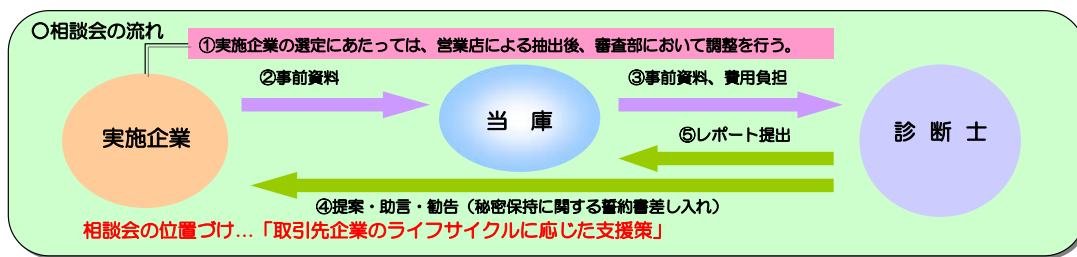 〇相談会の流れ
①実施企業の選定にあたっては、営業店による抽出後、審査部において調整を行う。
②事前資料
③事前資料、費用負担
実施企業
当 庫
診 断 士
⑤レポート提出
④提案・助言・勧告（秘密保持に関する誓約書差し入れ）
相談会の位置づけ…「取引先企業のライフサイクルに応じた支援策」